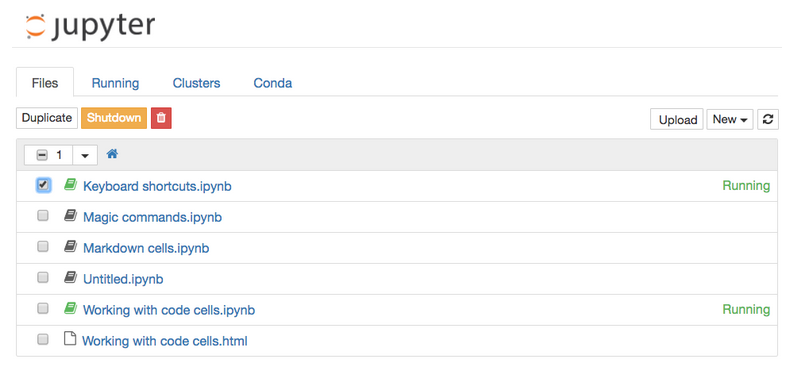 jupyter
Files Running Clusters Conda
Duplicate Shutdown Upload New
1
Keyboard shortcuts.ipynb Running
Magic commands.ipynb
Markdown cells.ipynb
Untitled.ipynb
Working with code cells.ipynb Running
Working with code cells.html